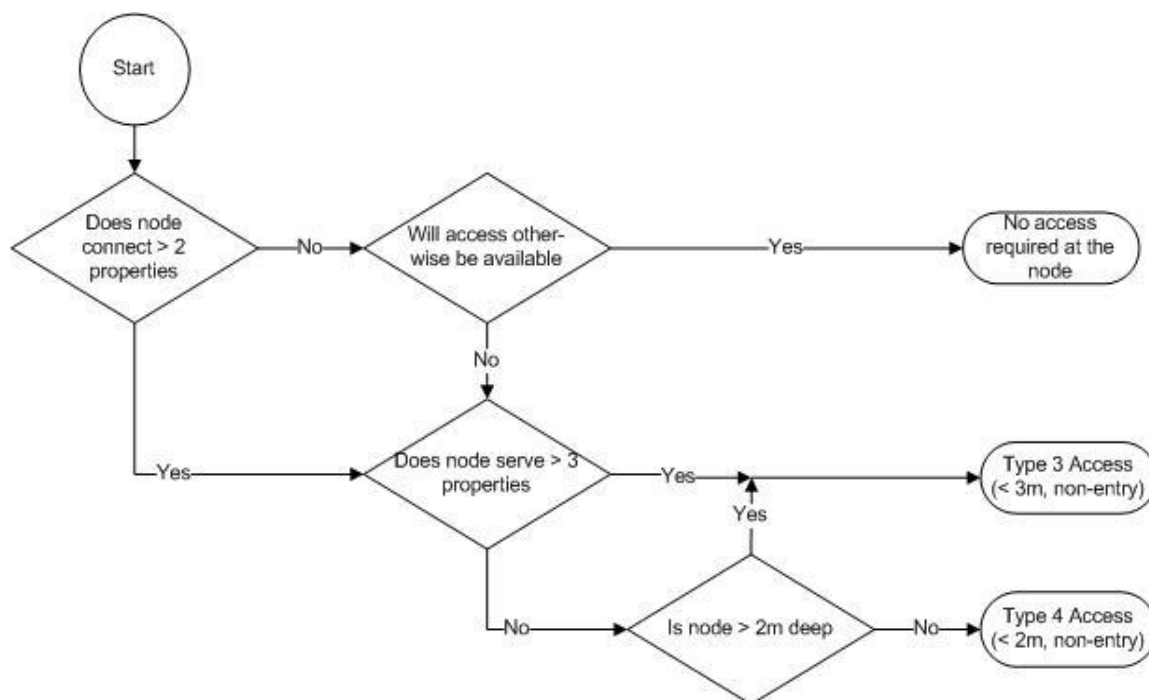 Start
Does node
connect > 2
properties
No
Will access other-
wise be available
Yes
No access
required at the
node
No
Yes
Does node serve > 3
properties
Yes
Type 3 Access
(< 3m, non-entry)
Yes
No
Is node > 2m deep
No
Type 4 Access
(< 2m, non-entry)